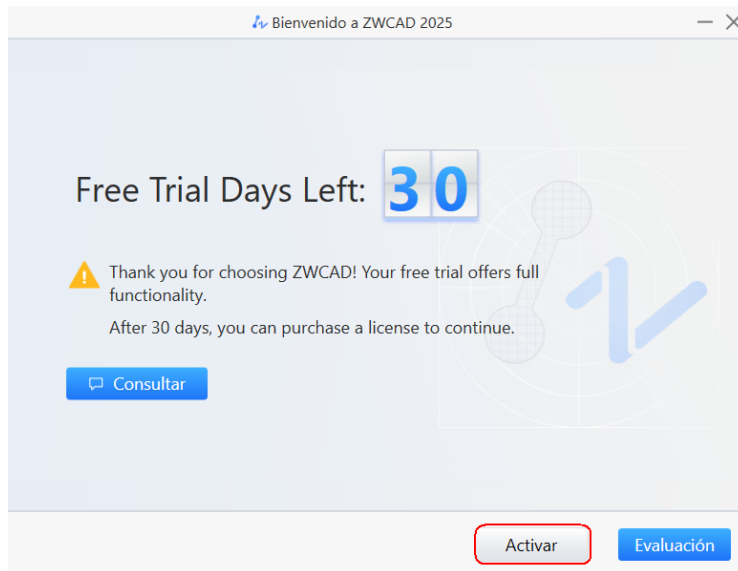 Bienvenido a ZWCAD 2025
Free Trial Days Left: 30
Thank you for choosing ZWCAD! Your free trial offers full
functionality.
After 30 days, you can purchase a license to continue.
Consultar
Activar
Evaluación